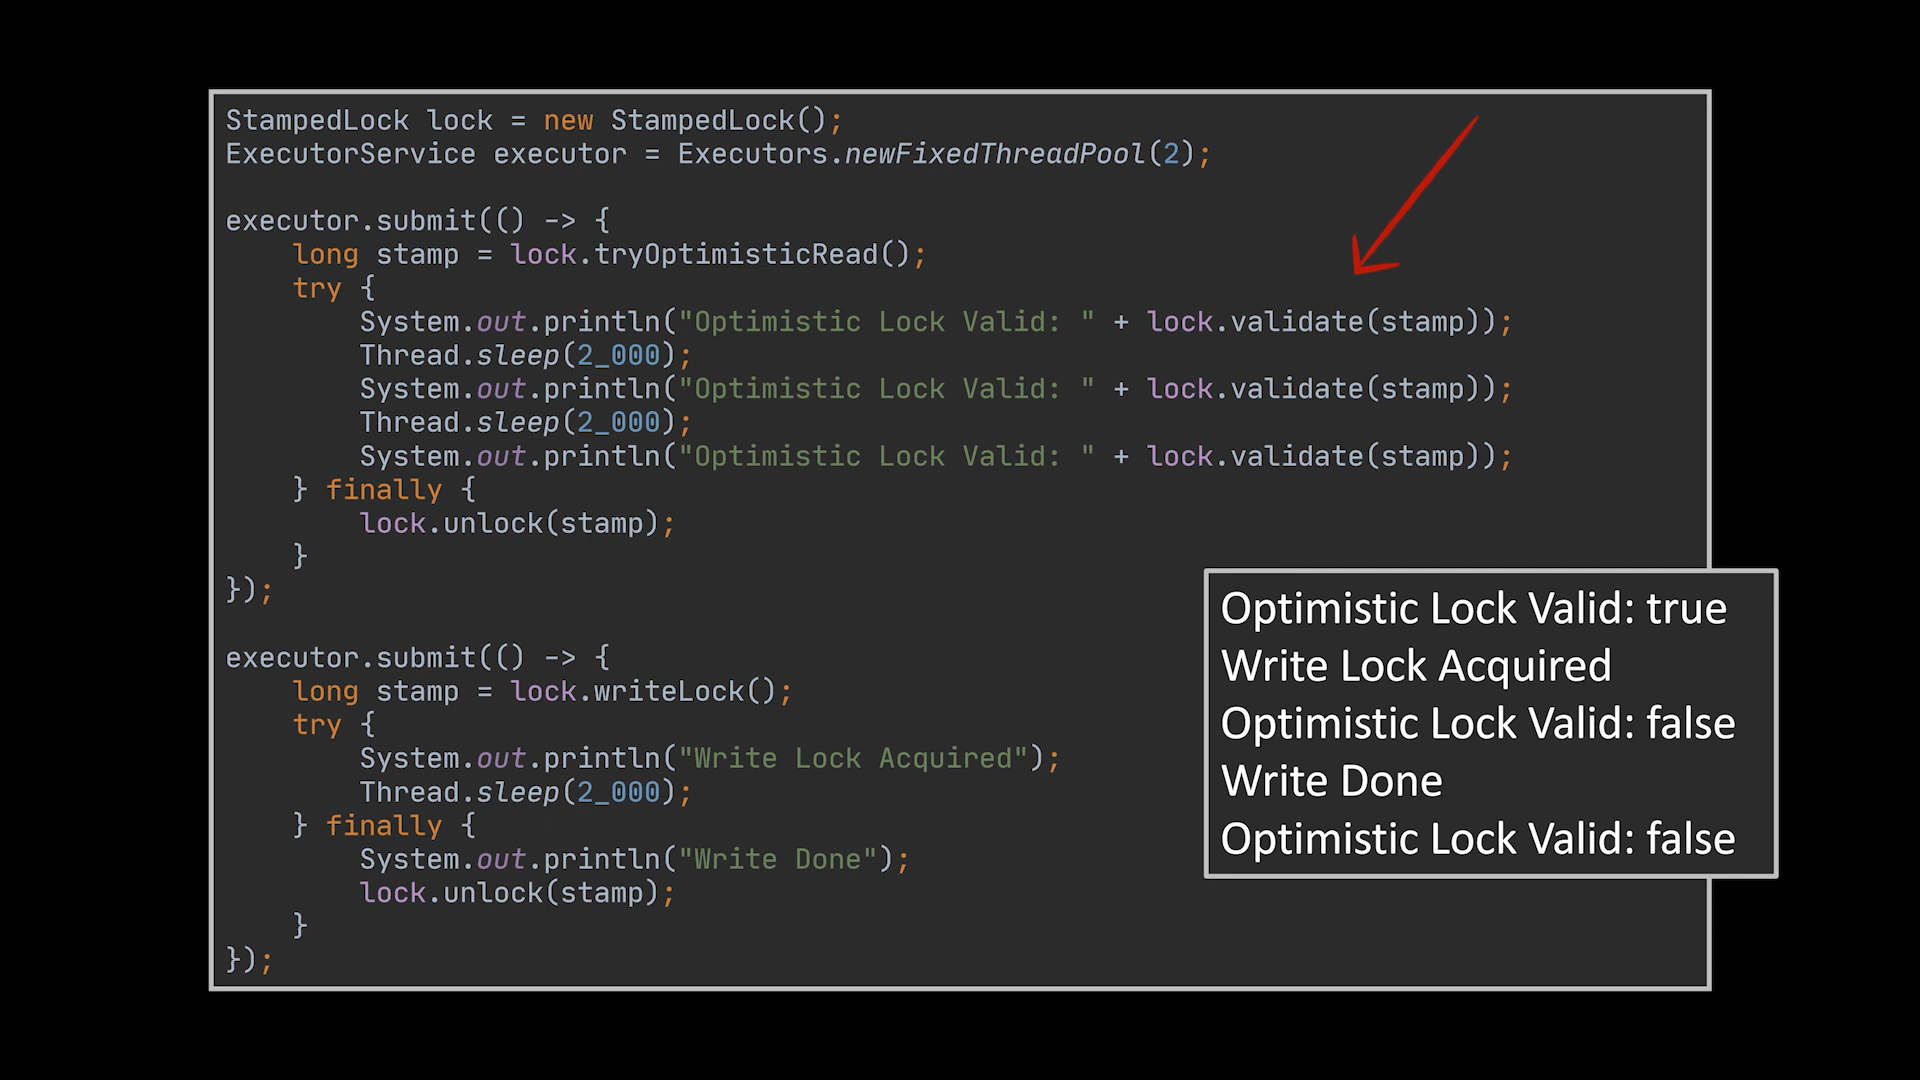 StampedLock lock = new StampedLock();
ExecutorService executor = Executors.newFixedThreadPool(2);
executor.submit(() -> {
long stamp = lock.tryOptimisticRead();
try {
System.out.println("Optimistic Lock Valid: " + lock.validate(stamp));
Thread.sleep(2_000);
System.out.println("Optimistic Lock Valid: " + lock.validate(stamp));
Thread.sleep(2_000);
System.out.println("Optimistic Lock Valid: " + lock.validate(stamp));
} finally {
lock.unlock(stamp);
}
});
executor.submit(() -> {
long stamp = lock.writeLock();
try {
System.out.println("Write Lock Acquired");
Thread.sleep(2_000);
} finally {
System.out.println("Write Done");
lock.unlock(stamp);
}
});
Optimistic Lock Valid: true
Write Lock Acquired
Optimistic Lock Valid: false
Write Done
Optimistic Lock Valid: false